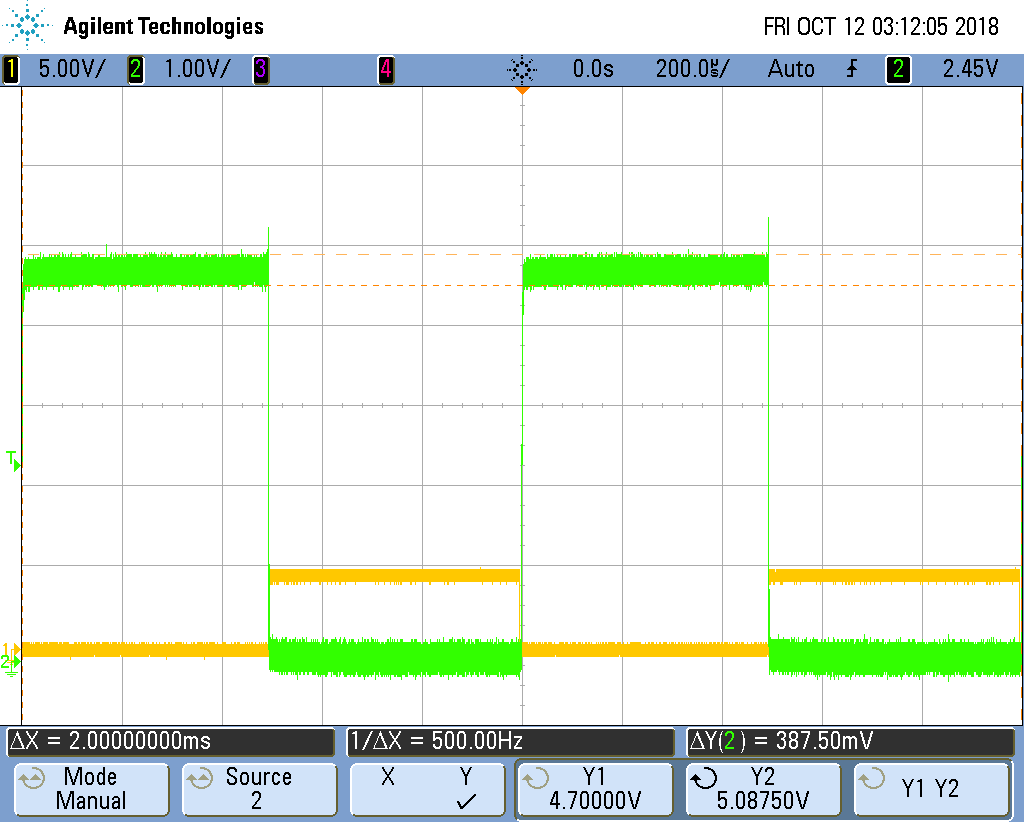 Agilent Technologies
FRI OCT 12 03:12:05 2018
1 5.00V/ 2 1.00V/ 3 4 0.0s 200.0µs/ Auto 2 2.45V
T
1
2
ΔX = 2.00000000ms
1/ΔX = 500.00Hz
ΔY(2) = 387.50mV
Mode
Manual
Source
2
X Y
Y1
4.70000V
Y2
5.08750V
Y1 Y2